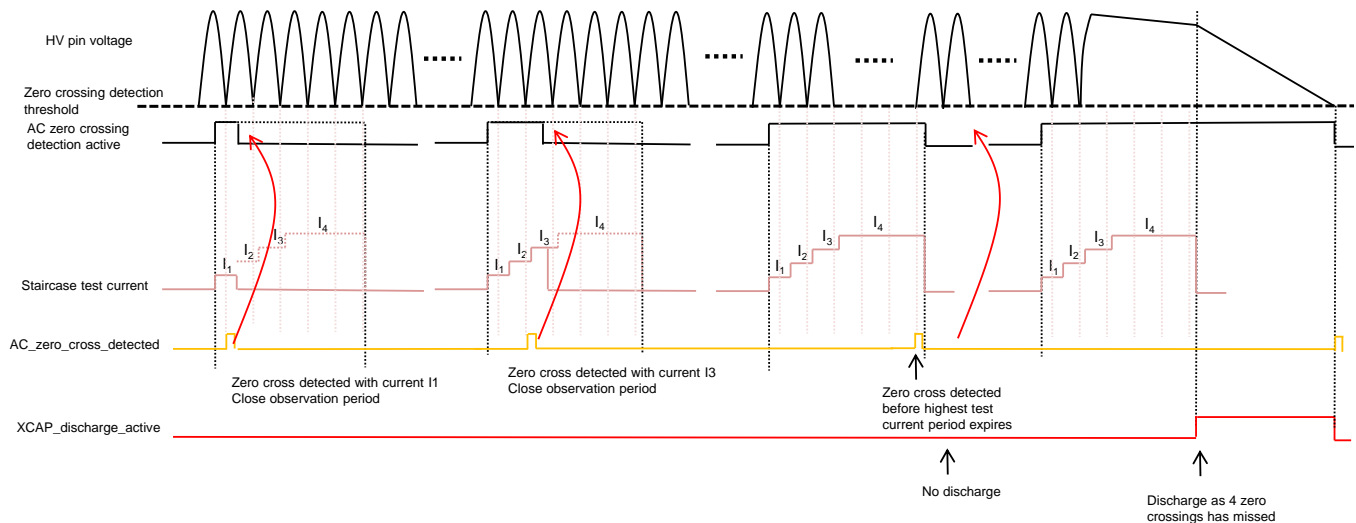 HV pin voltage
Zero crossing detection
threshold
AC zero crossing
detection active
I1
I2
I3
I4
I1
I2
I3
I4
I1
I2
I3
I4
I1
I2
I3
I4
Staircase test current
AC_zero_cross_detected
Zero cross detected with current I1
Close observation period
Zero cross detected with current I3
Close observation period
Zero cross detected
before highest test
current period expires
XCAP_discharge_active
No discharge
Discharge as 4 zero
crossings has missed